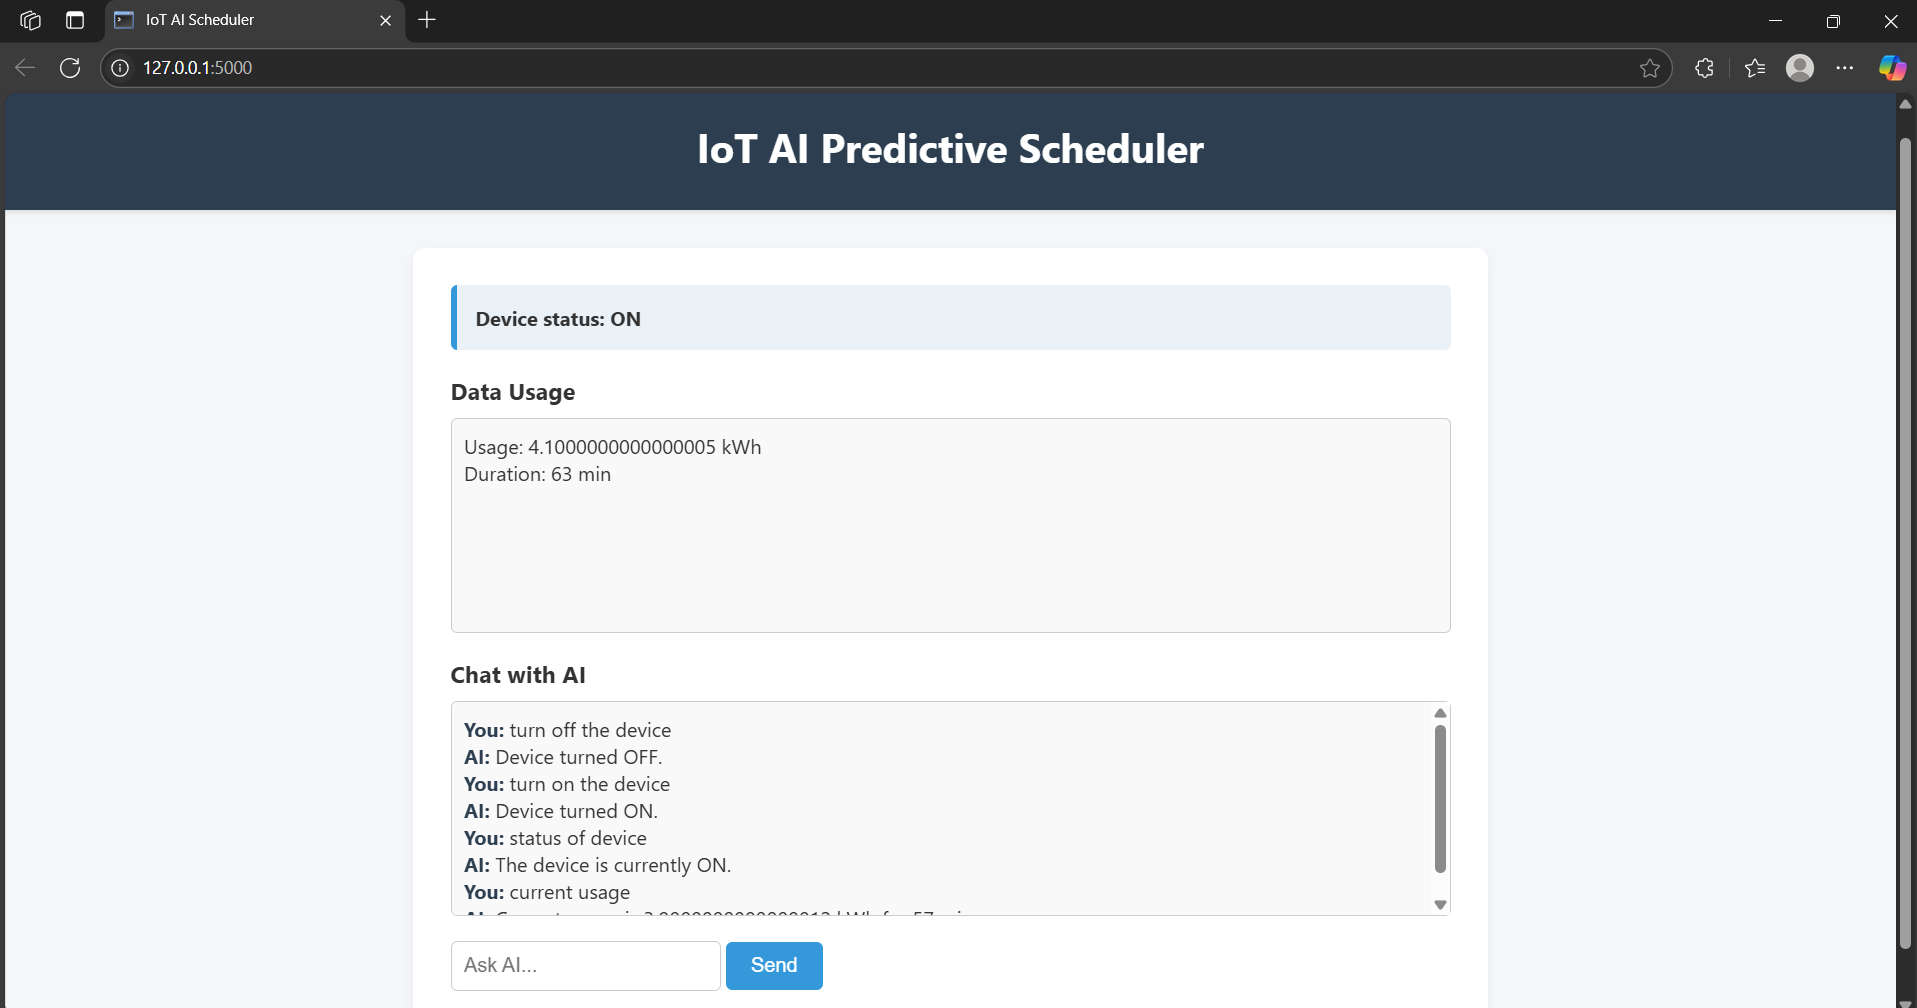 IoT AI Scheduler
127.0.0.1:5000
IoT AI Predictive Scheduler
Device status: ON
Data Usage
Usage: 4.1000000000000005 kWh
Duration: 63 min
Chat with AI
You: turn off the device
AI: Device turned OFF.
You: turn on the device
AI: Device turned ON.
You: status of device
AI: The device is currently ON.
You: current usage
Ask AI...
Send